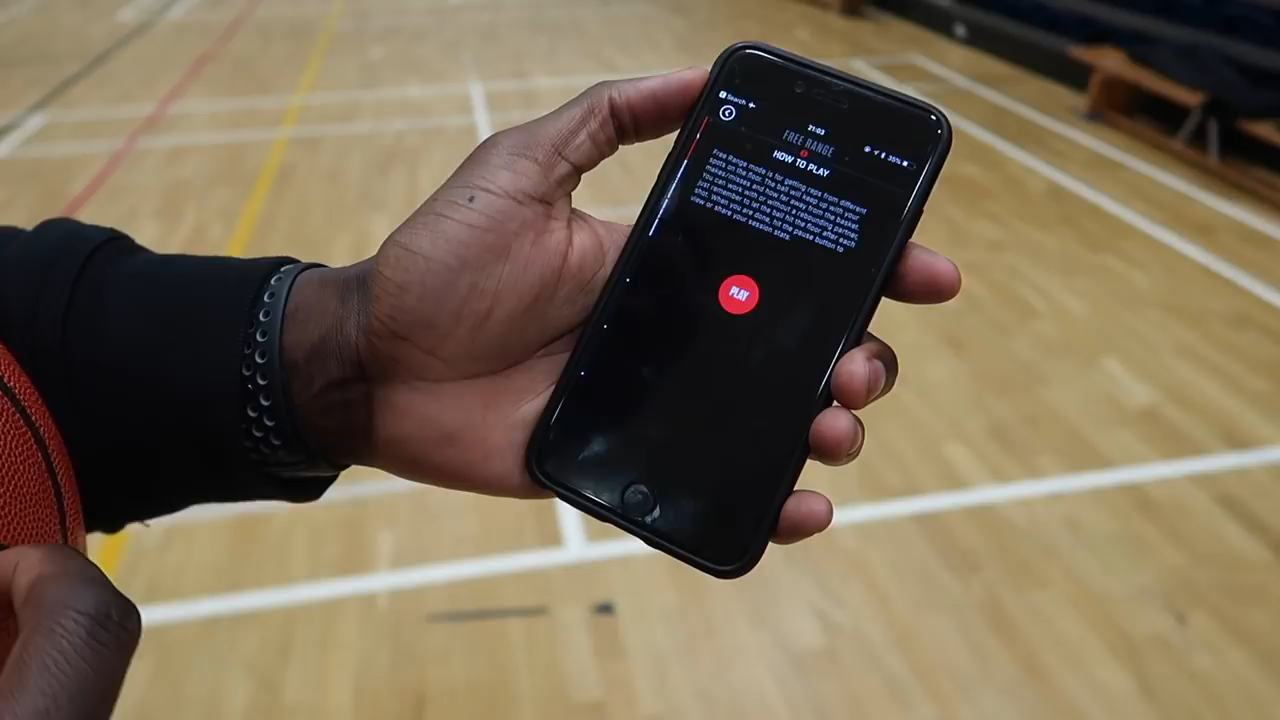 Search
21:03
35%
FREE RANGE
HOW TO PLAY
Free Range mode is for getting reps from different
spots on the floor. The ball will keep up with your
makes/misses and how far away from the basket.
You can work with or without a rebounding partner,
just remember to let the ball hit the floor after each
shot. When you are done, hit the pause button to
view or share your session stats.
PLAY